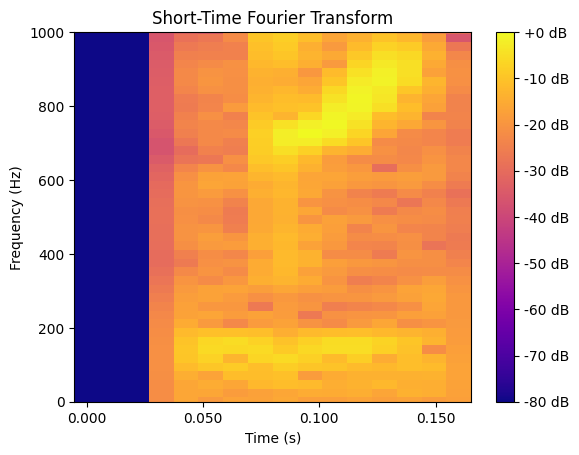 Short-Time Fourier Transform
1000
800
600
400
200
0
Frequency (Hz)
0.000
0.050
0.100
0.150
Time (s)
+0 dB
-10 dB
-20 dB
-30 dB
-40 dB
-50 dB
-60 dB
-70 dB
-80 dB